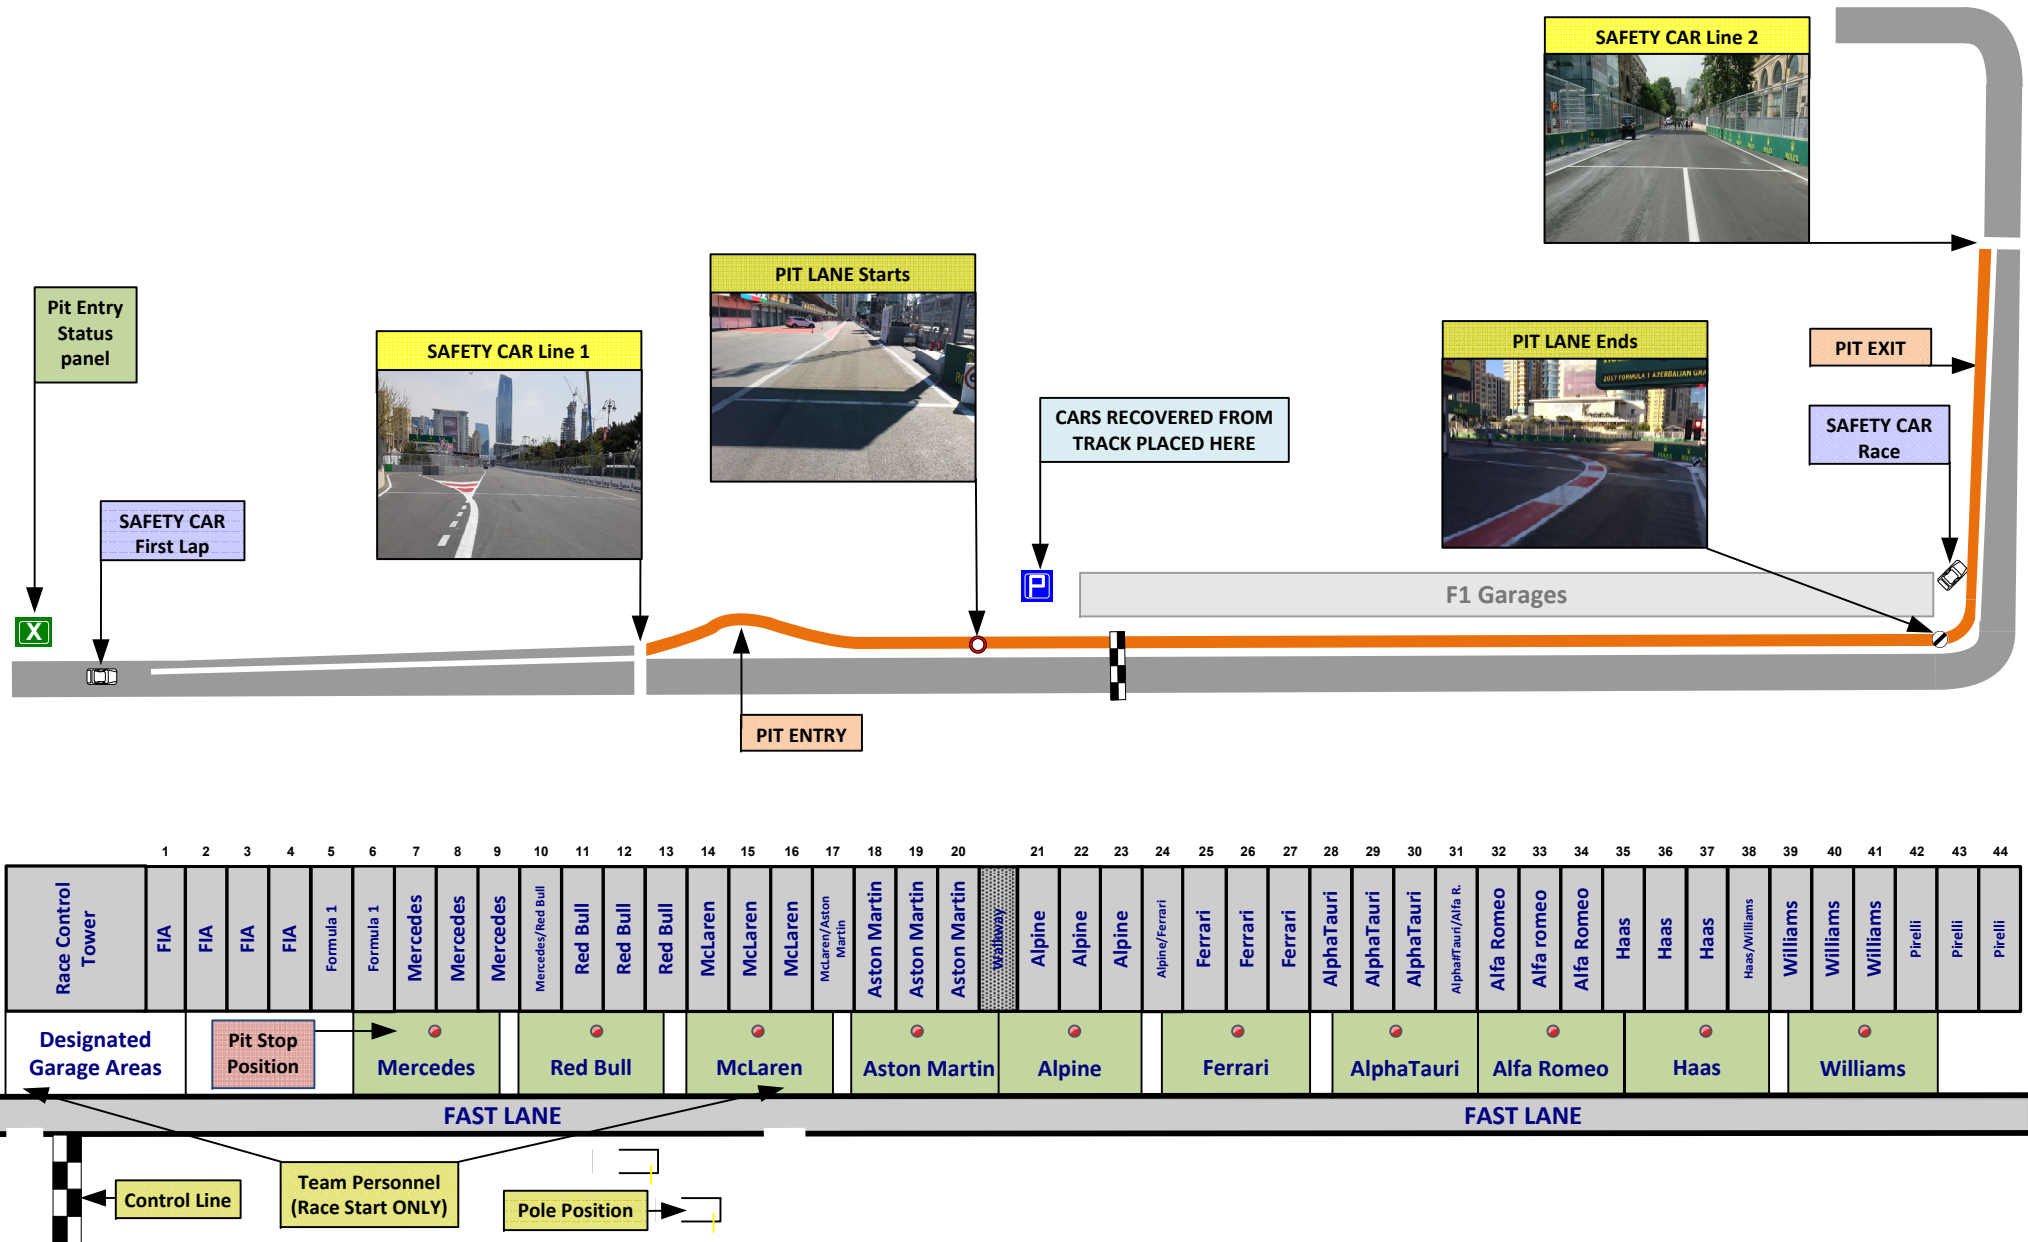 SAFETY CAR Line 2
PIT LANE Starts
Pit Entry
Status
panel
SAFETY CAR Line 1
PIT LANE Ends
2017 FORMULA 1 AZERBAIJAN GRA
PIT EXIT
CARS RECOVERED FROM
TRACK PLACED HERE
SAFETY CAR
Race
SAFETY CAR
First Lap
P
F1 Garages
X
PIT ENTRY
1 2 3 4 5 6 7 8 9 10 11 12 13 14 15 16 17 18 19 20 21 22 23 24 25 26 27 28 29 30 31 32 33 34 35 36 37 38 39 40 41 42 43 44
Race Control
Tower
FIA
FIA
FIA
FIA
Formula 1
Formula 1
Mercedes
Mercedes
Mercedes
Mercedes/Red Bull
Red Bull
Red Bull
Red Bull
McLaren
McLaren
McLaren
McLaren/Aston
Martin
Aston Martin
Aston Martin
Aston Martin
Walkway
Alpine
Alpine
Alpine
Alpine/Ferrari
Ferrari
Ferrari
Ferrari
AlphaTauri
AlphaTauri
AlphaTauri
Alpha#Tauri/Alfa R.
Alfa Romeo
Alfa romeo
Alfa Romeo
Haas
Haas
Haas
Haas/Williams
Williams
Williams
Williams
Pirelli
Pirelli
Pirelli
Designated
Garage Areas
Pit Stop
Position
Mercedes
Red Bull
McLaren
Aston Martin
Alpine
Ferrari
AlphaTauri
Alfa Romeo
Haas
Williams
FAST LANE
FAST LANE
Control Line
Team Personnel
(Race Start ONLY)
Pole Position